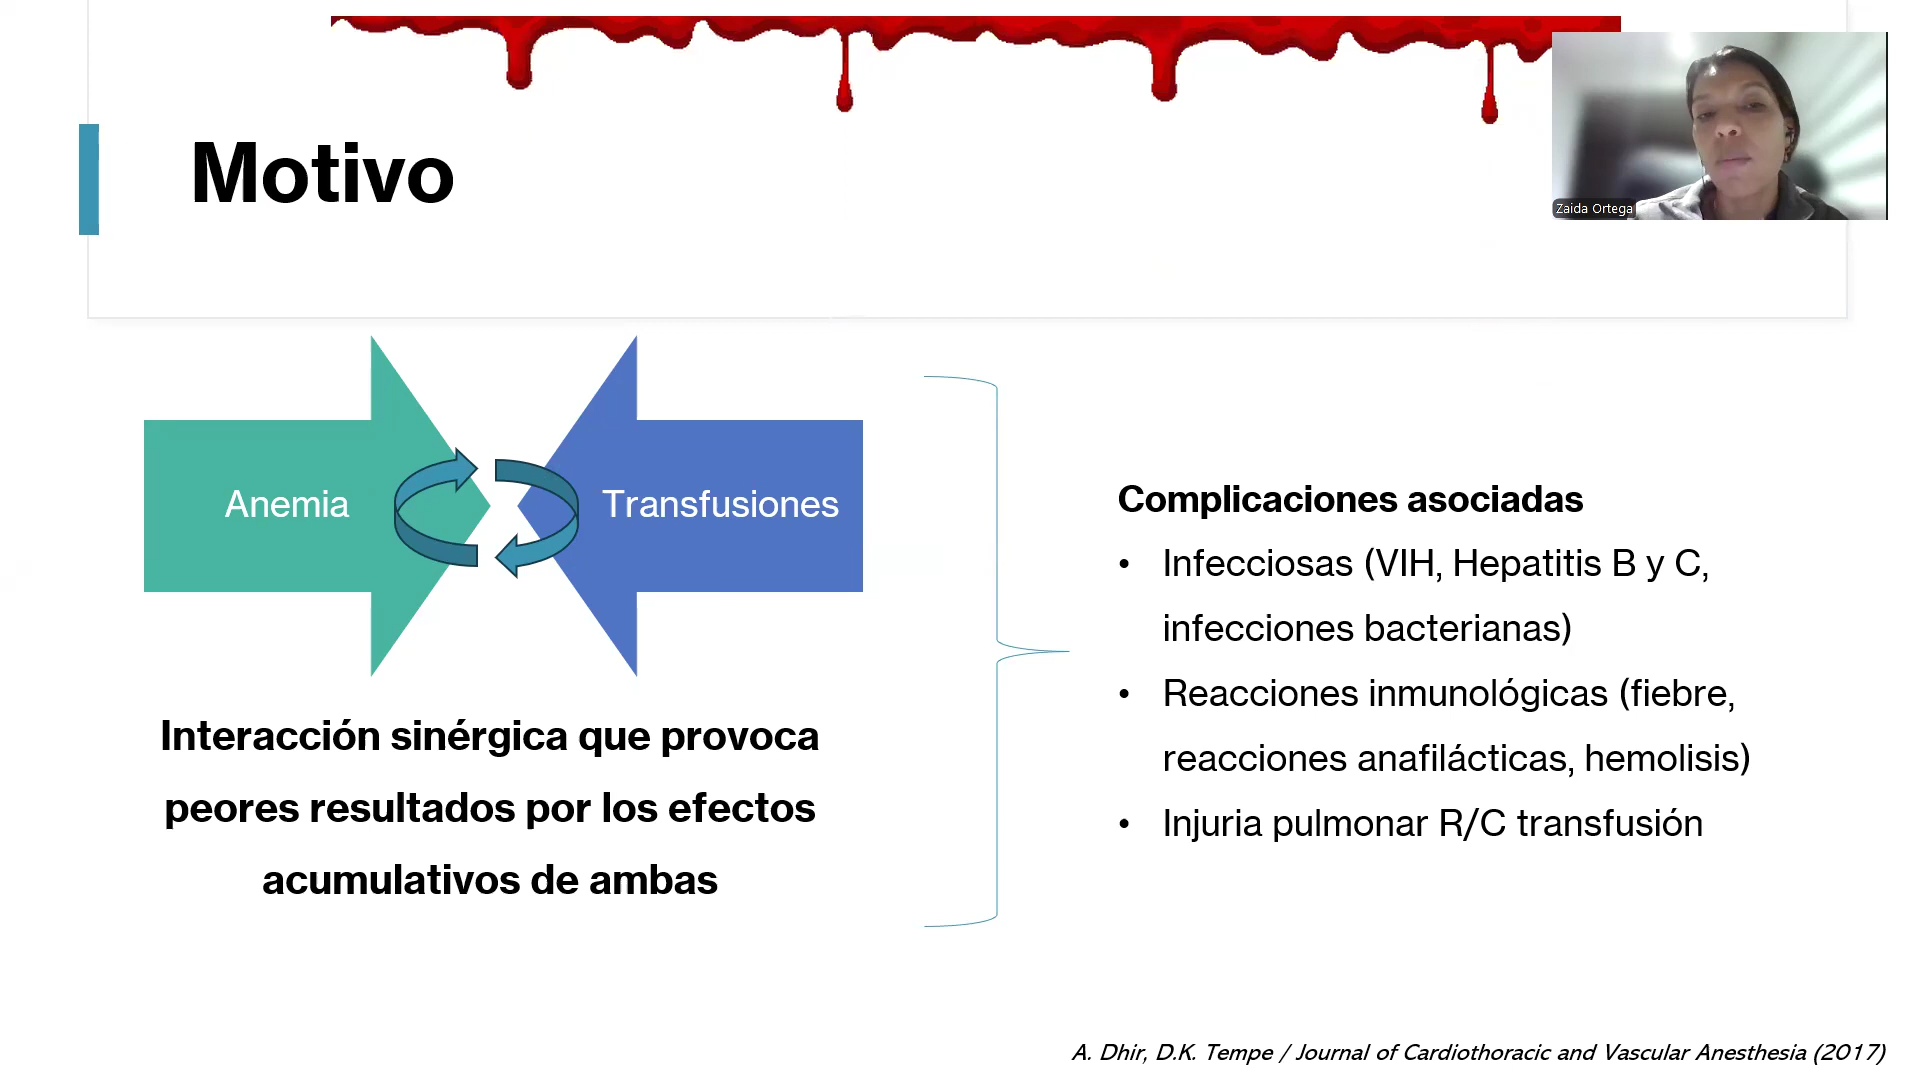 Motivo
Zaida Ortega
Anemia
Transfusiones
Interacción sinérgica que provoca
peores resultados por los efectos
acumulativos de ambas
Complicaciones asociadas
• Infecciosas (VIH, Hepatitis B y C,
infecciones bacterianas)
• Reacciones inmunológicas (fiebre,
reacciones anafilácticas, hemolisis)
• Injuria pulmonar R/C transfusión
A. Dhir, D.K. Tempe / Journal of Cardiothoracic and Vascular Anesthesia (2017)